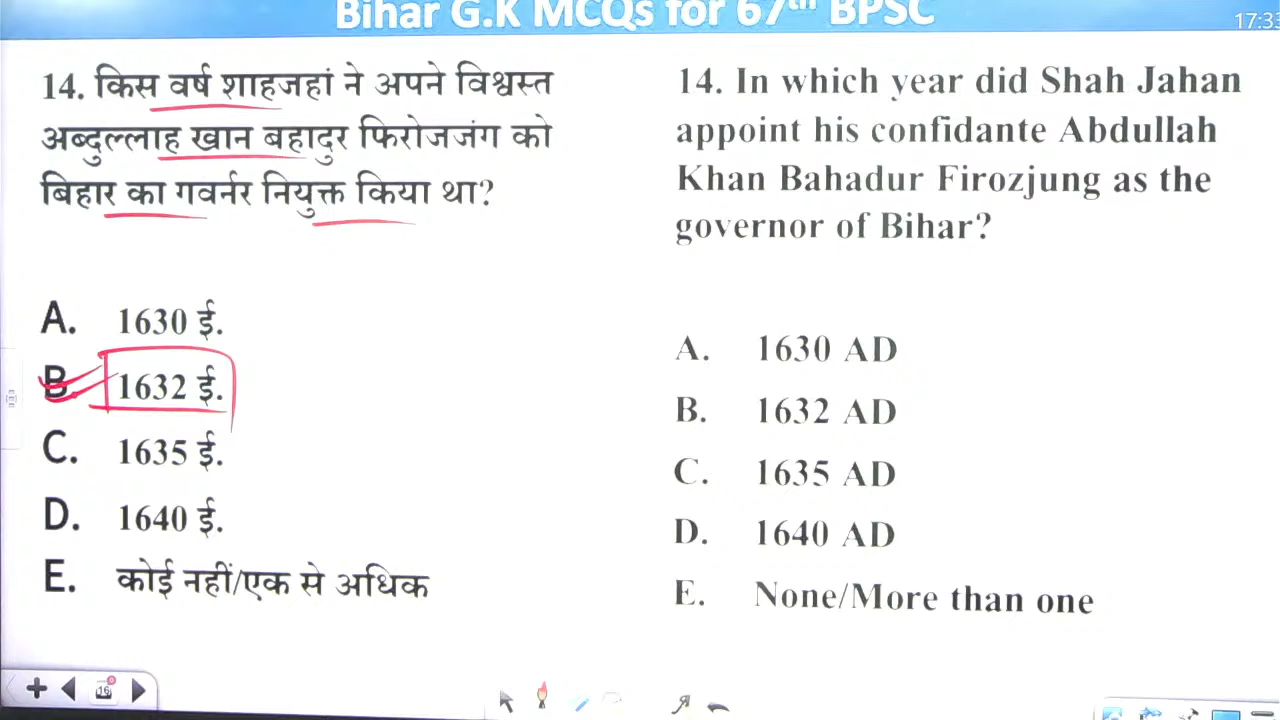 Bihar G.K MCQs for 67th BPSC
17:33
14. किस वर्ष शाहजहां ने अपने विश्वस्त
अब्दुल्लाह खान बहादुर फिरोजजंग को
बिहार का गवर्नर नियुक्त किया था?
A. 1630 ई.
B. 1632 ई.
C. 1635 ई.
D. 1640 ई.
E. कोई नहीं/एक से अधिक
14. In which year did Shah Jahan
appoint his confidante Abdullah
Khan Bahadur Firozjung as the
governor of Bihar?
A. 1630 AD
B. 1632 AD
C. 1635 AD
D. 1640 AD
E. None/More than one
16